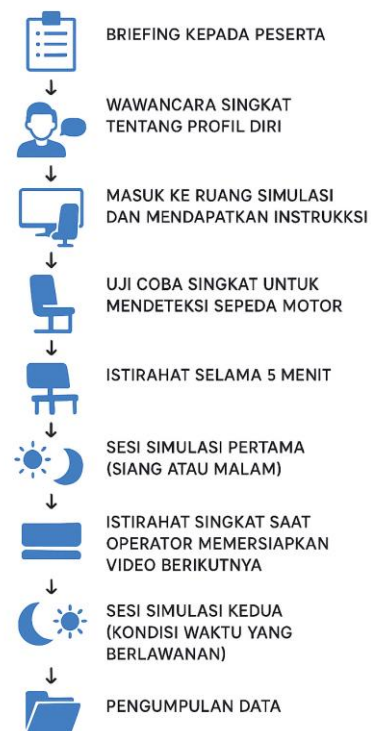 BRIEFING KEPADA PESERTA
WAWANCARA SINGKAT
TENTANG PROFIL DIRI
MASUK KE RUANG SIMULASI
DAN MENDAPATKAN INSTRUKKSI
UJI COBA SINGKAT UNTUK
MENDETEKSI SEPEDA MOTOR
ISTIRAHAT SELAMA 5 MENIT
SESI SIMULASI PERTAMA
(SIANG ATAU MALAM)
ISTIRAHAT SINGKAT SAAT
OPERATOR MEMERSIAPKAN
VIDEO BERIKUTNYA
SESI SIMULASI KEDUA
(KONDISI WAKTU YANG
BERLAWANAN)
PENGUMPULAN DATA